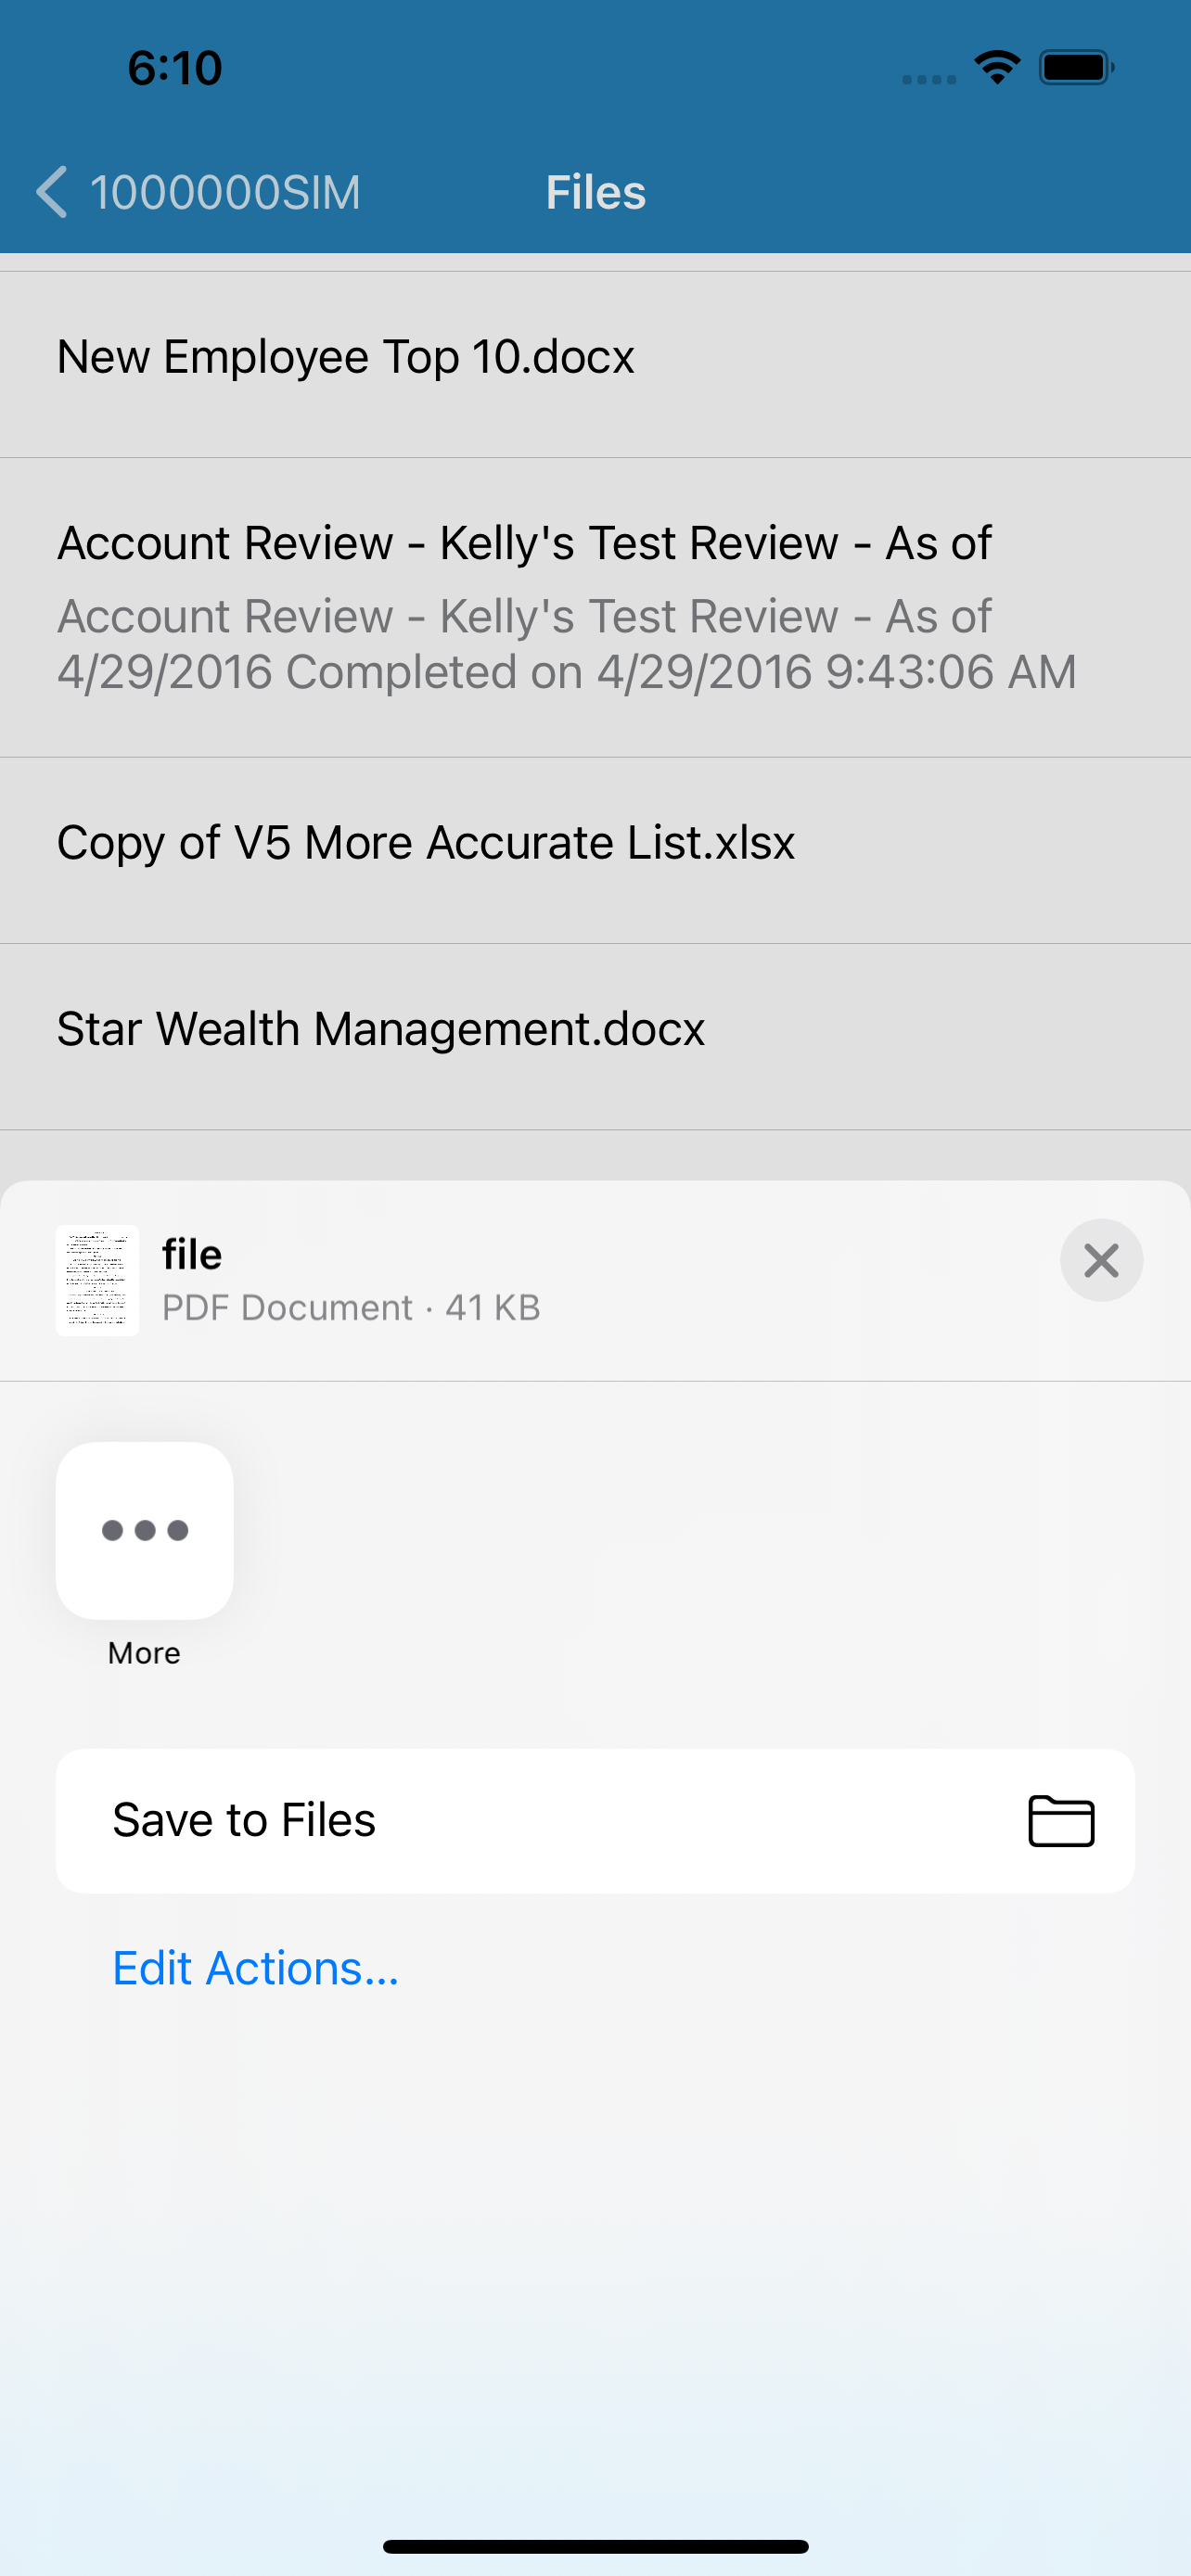 6:10
1000000SIM
Files
New Employee Top 10.docx
Account Review - Kelly's Test Review - As of
Account Review - Kelly's Test Review - As of
4/29/2016 Completed on 4/29/2016 9:43:06 AM
Copy of V5 More Accurate List.xlsx
Star Wealth Management.docx
file
PDF Document · 41 KB
More
Save to Files
Edit Actions...